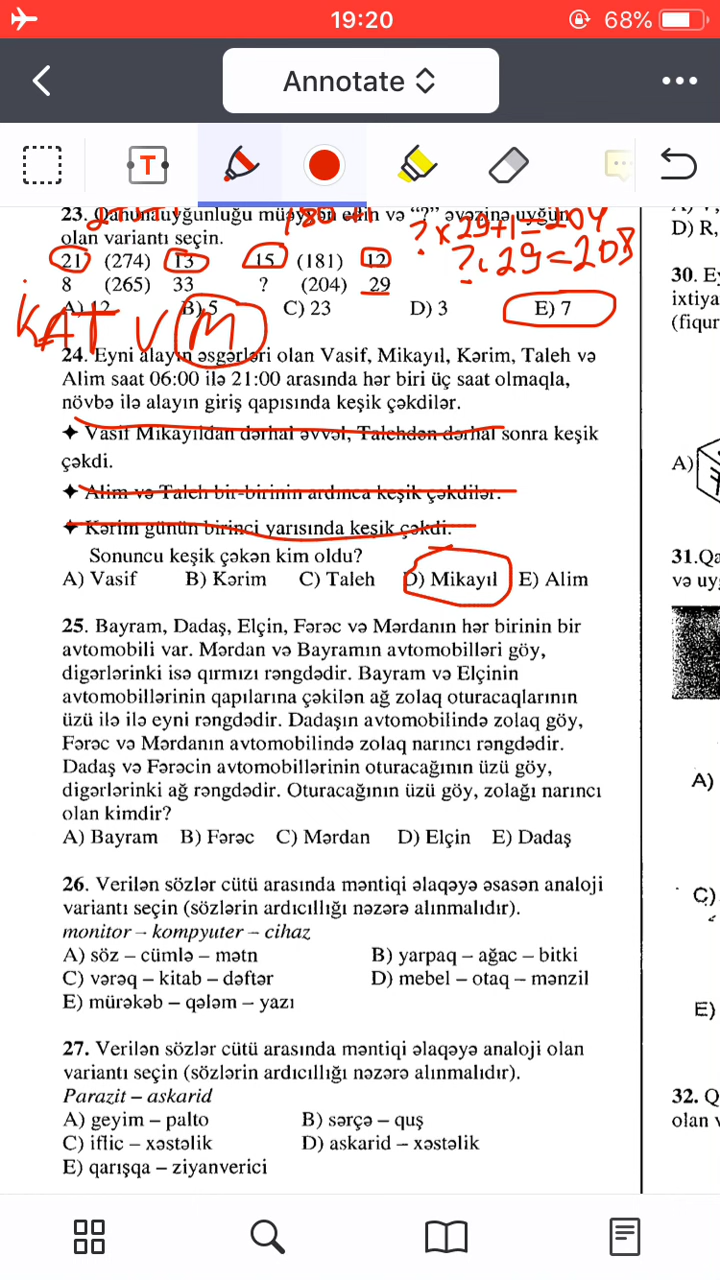 19:20
68%
Annotate
T
23. Qanunauyğunluğu müəyyən edin və “?” əvəzinə uyğun
olan variantı seçin.
180+1
?×29+1=204
?·29=203
21 (274) 13 15 (181) 12
8 (265) 33 ? (204) 29
A) 12 B) 5 C) 23 D) 3 E) 7
KAT V M
24. Eyni alayın əsgərləri olan Vasif, Mikayıl, Kərim, Taleh və
Alim saat 06:00 ilə 21:00 arasında hər biri üç saat olmaqla,
növbə ilə alayın giriş qapısında keşik çəkdilər.
✦ Vasif Mikayıldan dərhal əvvəl, Talehdən dərhal sonra keşik
çəkdi.
✦ Alim və Taleh bir-birinin ardınca keşik çəkdilər.
✦ Kərim günün birinci yarısında keşik çəkdi.
Sonuncu keşik çəkən kim oldu?
A) Vasif B) Kərim C) Taleh D) Mikayıl E) Alim
25. Bayram, Dadaş, Elçin, Fərəc və Mərdanın hər birinin bir
avtomobili var. Mərdan və Bayramın avtomobilləri göy,
digərlərinki isə qırmızı rəngdədir. Bayram və Elçinin
avtomobillərinin qapılarına çəkilən ağ zolaq oturacaqlarının
üzü ilə ilə eyni rəngdədir. Dadaşın avtomobilində zolaq göy,
Fərəc və Mərdanın avtomobilində zolaq narıncı rəngdədir.
Dadaş və Fərəcin avtomobillərinin oturacağının üzü göy,
digərlərinki ağ rəngdədir. Oturacağının üzü göy, zolağı narıncı
olan kimdir?
A) Bayram B) Fərəc C) Mərdan D) Elçin E) Dadaş
26. Verilən sözlər cütü arasında məntiqi əlaqəyə əsasən analoji
variantı seçin (sözlərin ardıcıllığı nəzərə alınmalıdır).
monitor – kompyuter – cihaz
A) söz – cümlə – mətn B) yarpaq – ağac – bitki
C) vərəq – kitab – dəftər D) mebel – otaq – mənzil
E) mürəkəb – qələm – yazı
27. Verilən sözlər cütü arasında məntiqi əlaqəyə analoji olan
variantı seçin (sözlərin ardıcıllığı nəzərə alınmalıdır).
Parazit – askarid
A) geyim – palto B) sərçə – quş
C) iflic – xəstəlik D) askarid – xəstəlik
E) qarışqa – ziyanverici
D) R,
30. E
ixtiya
(fiqur
A)
31.Qa
və uy
A)
C)
E)
32. Q
olan v